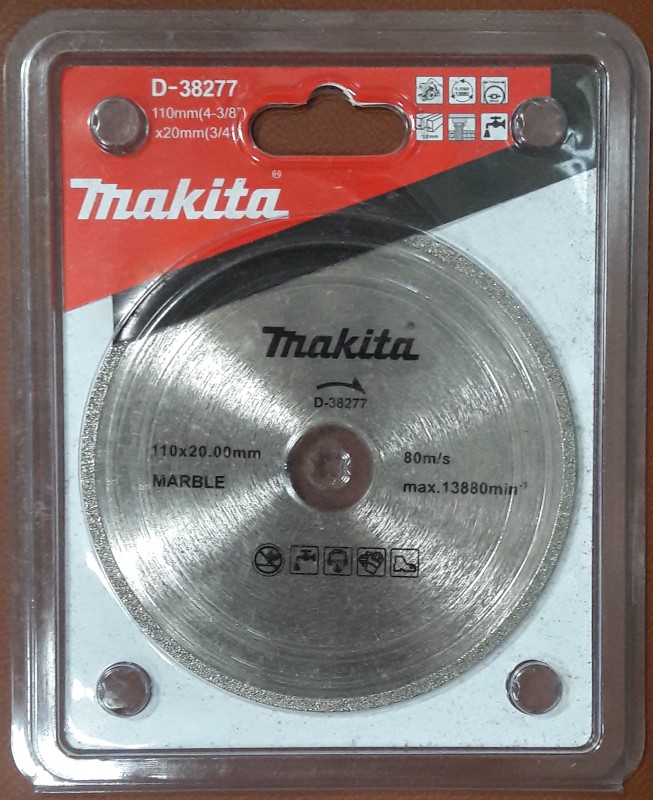 D-38277
110mm(4-3/8")
x20mm(3/4")
makita®
makita®
D-38277
110x20.00mm
MARBLE
80m/s
max.13880min⁻¹